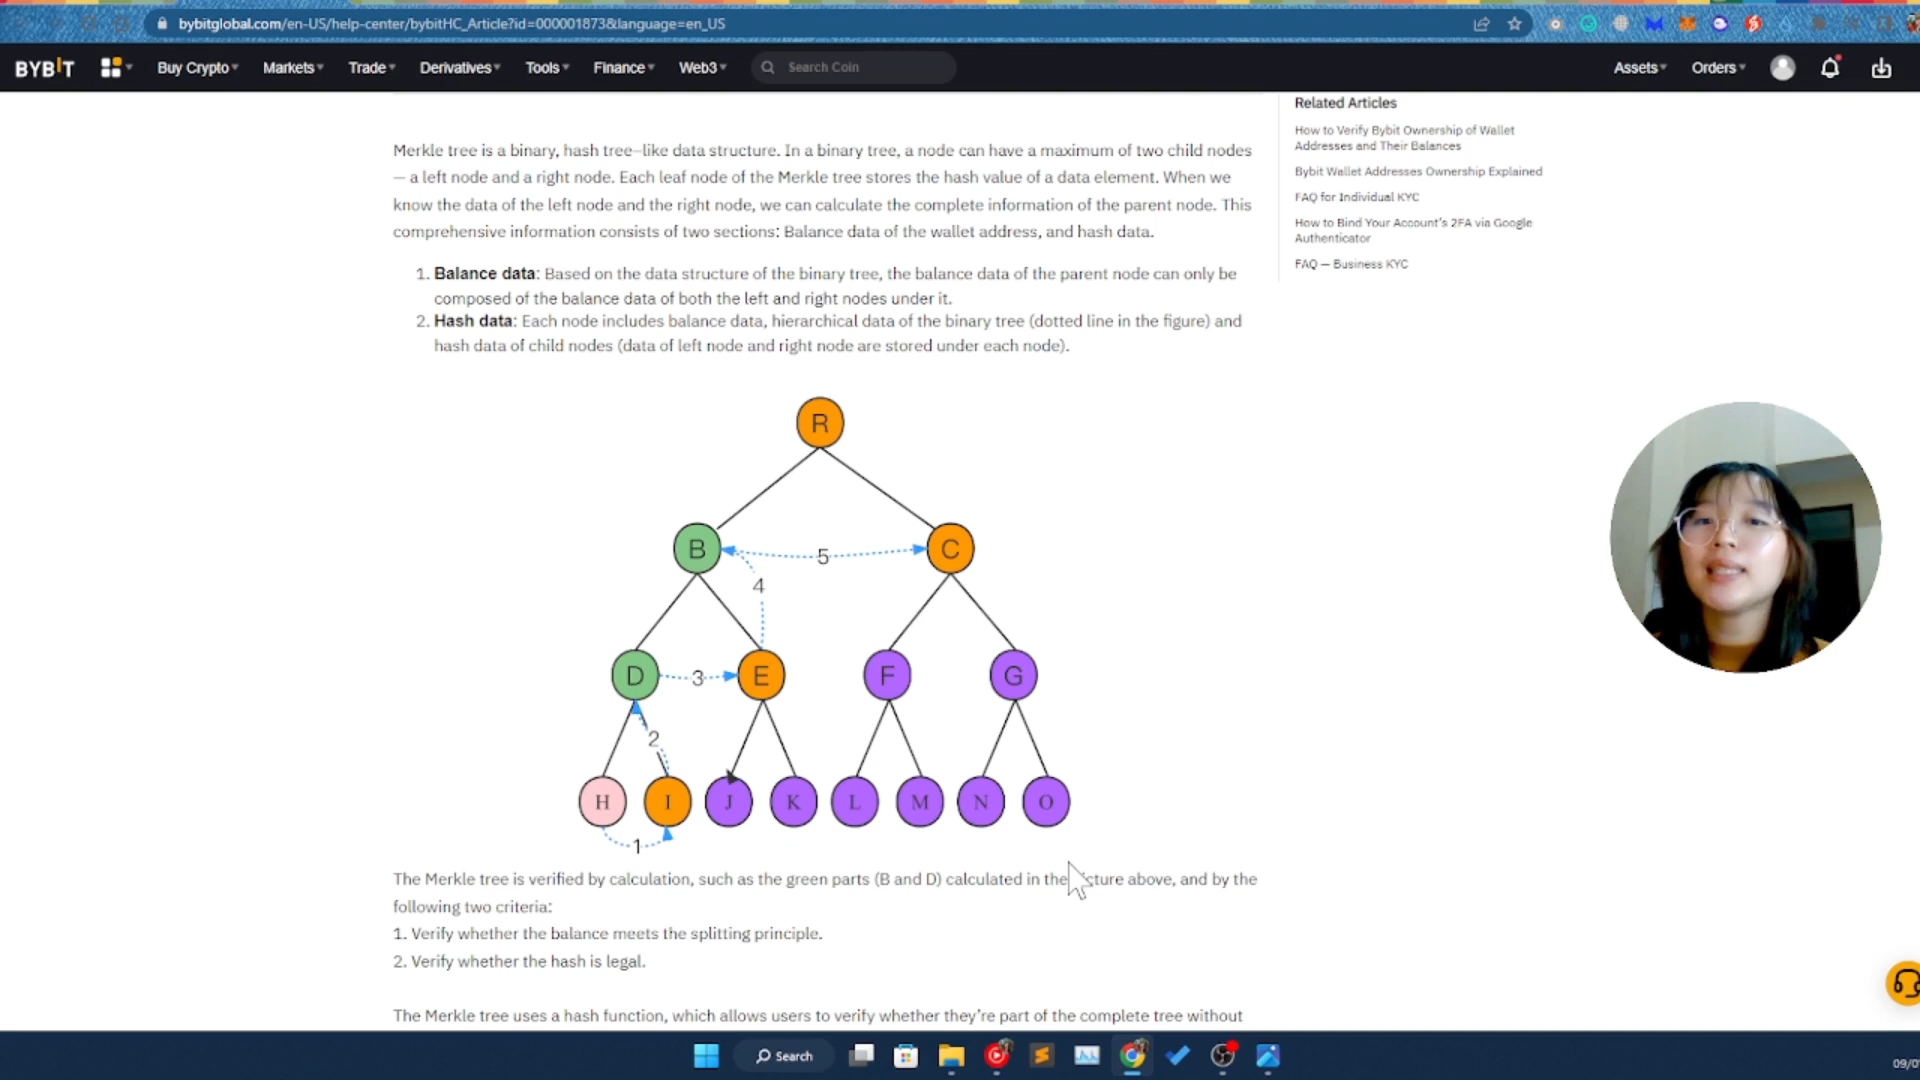 bybitglobal.com/en-US/help-center/bybitHC_Article?id=000001873&language=en_US
BYBIT Buy Crypto Markets Trade Derivatives Tools Finance Web3 Search Coin Assets Orders
Merkle tree is a binary, hash tree—like data structure. In a binary tree, a node can have a maximum of two child nodes
— a left node and a right node. Each leaf node of the Merkle tree stores the hash value of a data element. When we
know the data of the left node and the right node, we can calculate the complete information of the parent node. This
comprehensive information consists of two sections: Balance data of the wallet address, and hash data.
1. Balance data: Based on the data structure of the binary tree, the balance data of the parent node can only be
composed of the balance data of both the left and right nodes under it.
2. Hash data: Each node includes balance data, hierarchical data of the binary tree (dotted line in the figure) and
hash data of child nodes (data of left node and right node are stored under each node).
Related Articles
How to Verify Bybit Ownership of Wallet
Addresses and Their Balances
Bybit Wallet Addresses Ownership Explained
FAQ for Individual KYC
How to Bind Your Account's 2FA via Google
Authenticator
FAQ — Business KYC
R
B 5 C
4
D 3 E F G
2
H I J K L M N O
1
The Merkle tree is verified by calculation, such as the green parts (B and D) calculated in the above, and by the
following two criteria:
1. Verify whether the balance meets the splitting principle.
2. Verify whether the hash is legal.
The Merkle tree uses a hash function, which allows users to verify whether they're part of the complete tree without
Search